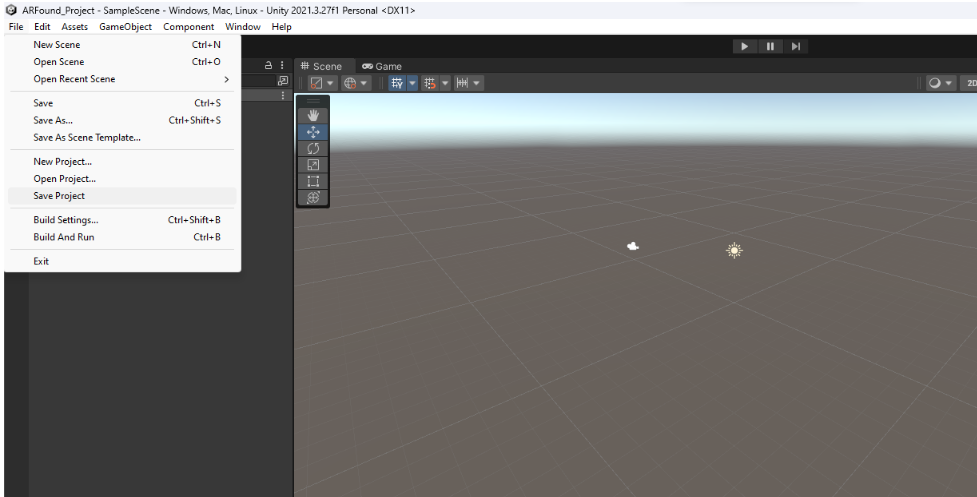 ARFound_Project - SampleScene - Windows, Mac, Linux - Unity 2021.3.27f1 Personal <DX11>
File Edit Assets GameObject Component Window Help
New Scene Ctrl+N
Open Scene Ctrl+O
Open Recent Scene >
Save Ctrl+S
Save As... Ctrl+Shift+S
Save As Scene Template...
New Project...
Open Project...
Save Project
Build Settings... Ctrl+Shift+B
Build And Run Ctrl+B
Exit
Scene Game
2D